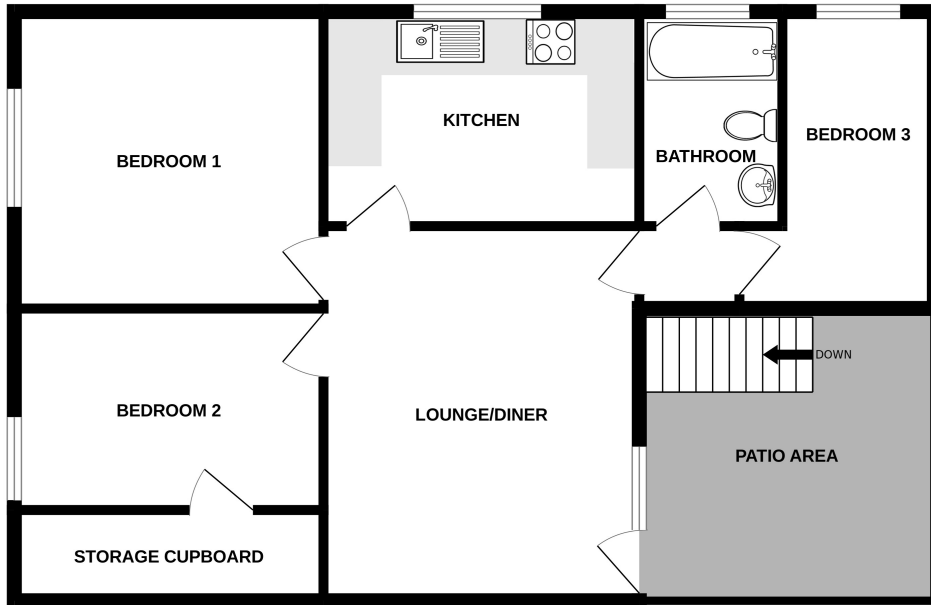 KITCHEN
BEDROOM 3
BATHROOM
BEDROOM 1
DOWN
BEDROOM 2
LOUNGE/DINER
PATIO AREA
STORAGE CUPBOARD